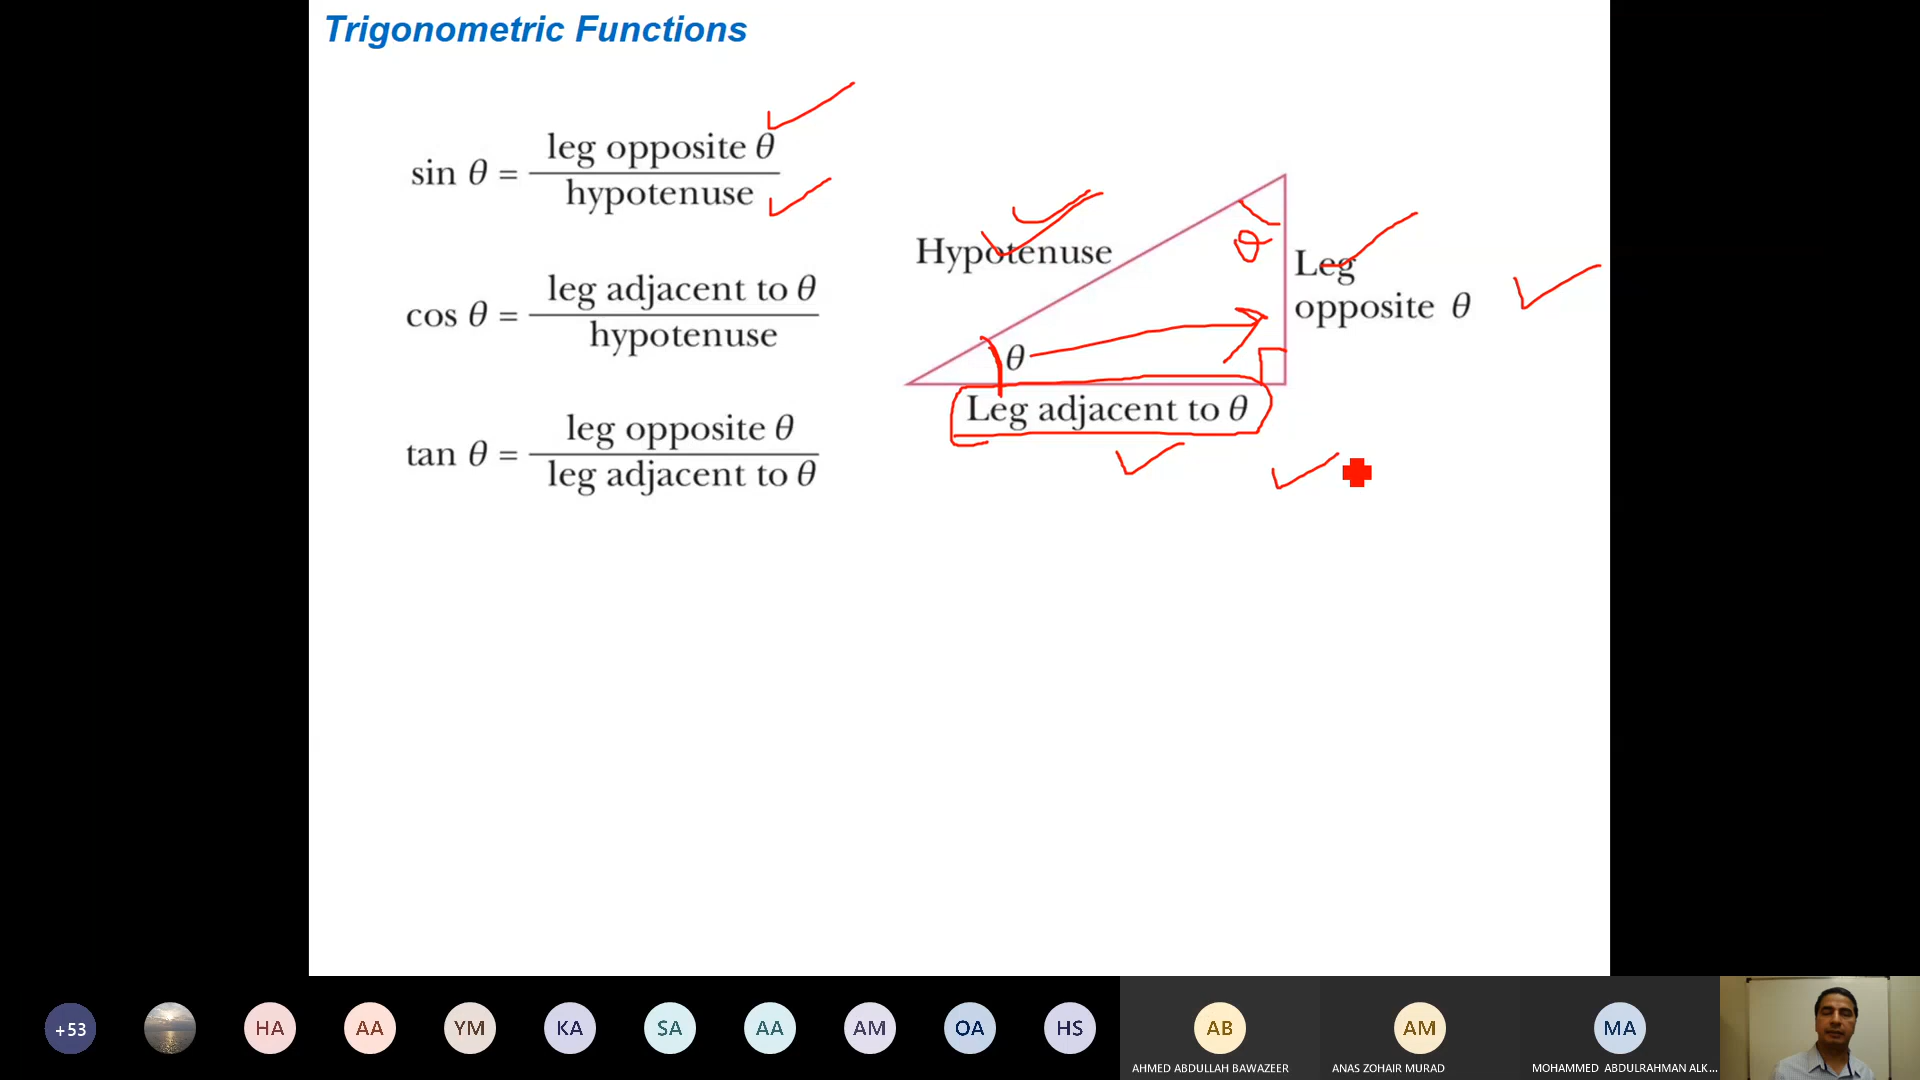 Trigonometric Functions
sin θ = leg opposite θ / hypotenuse
cos θ = leg adjacent to θ / hypotenuse
tan θ = leg opposite θ / leg adjacent to θ
Hypotenuse
θ
Leg
opposite θ
θ
Leg adjacent to θ
+53
HA
AA
YM
KA
SA
AA
AM
OA
HS
AB
AM
MA
AHMED ABDULLAH BAWAZEER
ANAS ZOHAIR MURAD
MOHAMMED ABDULRAHMAN ALK...